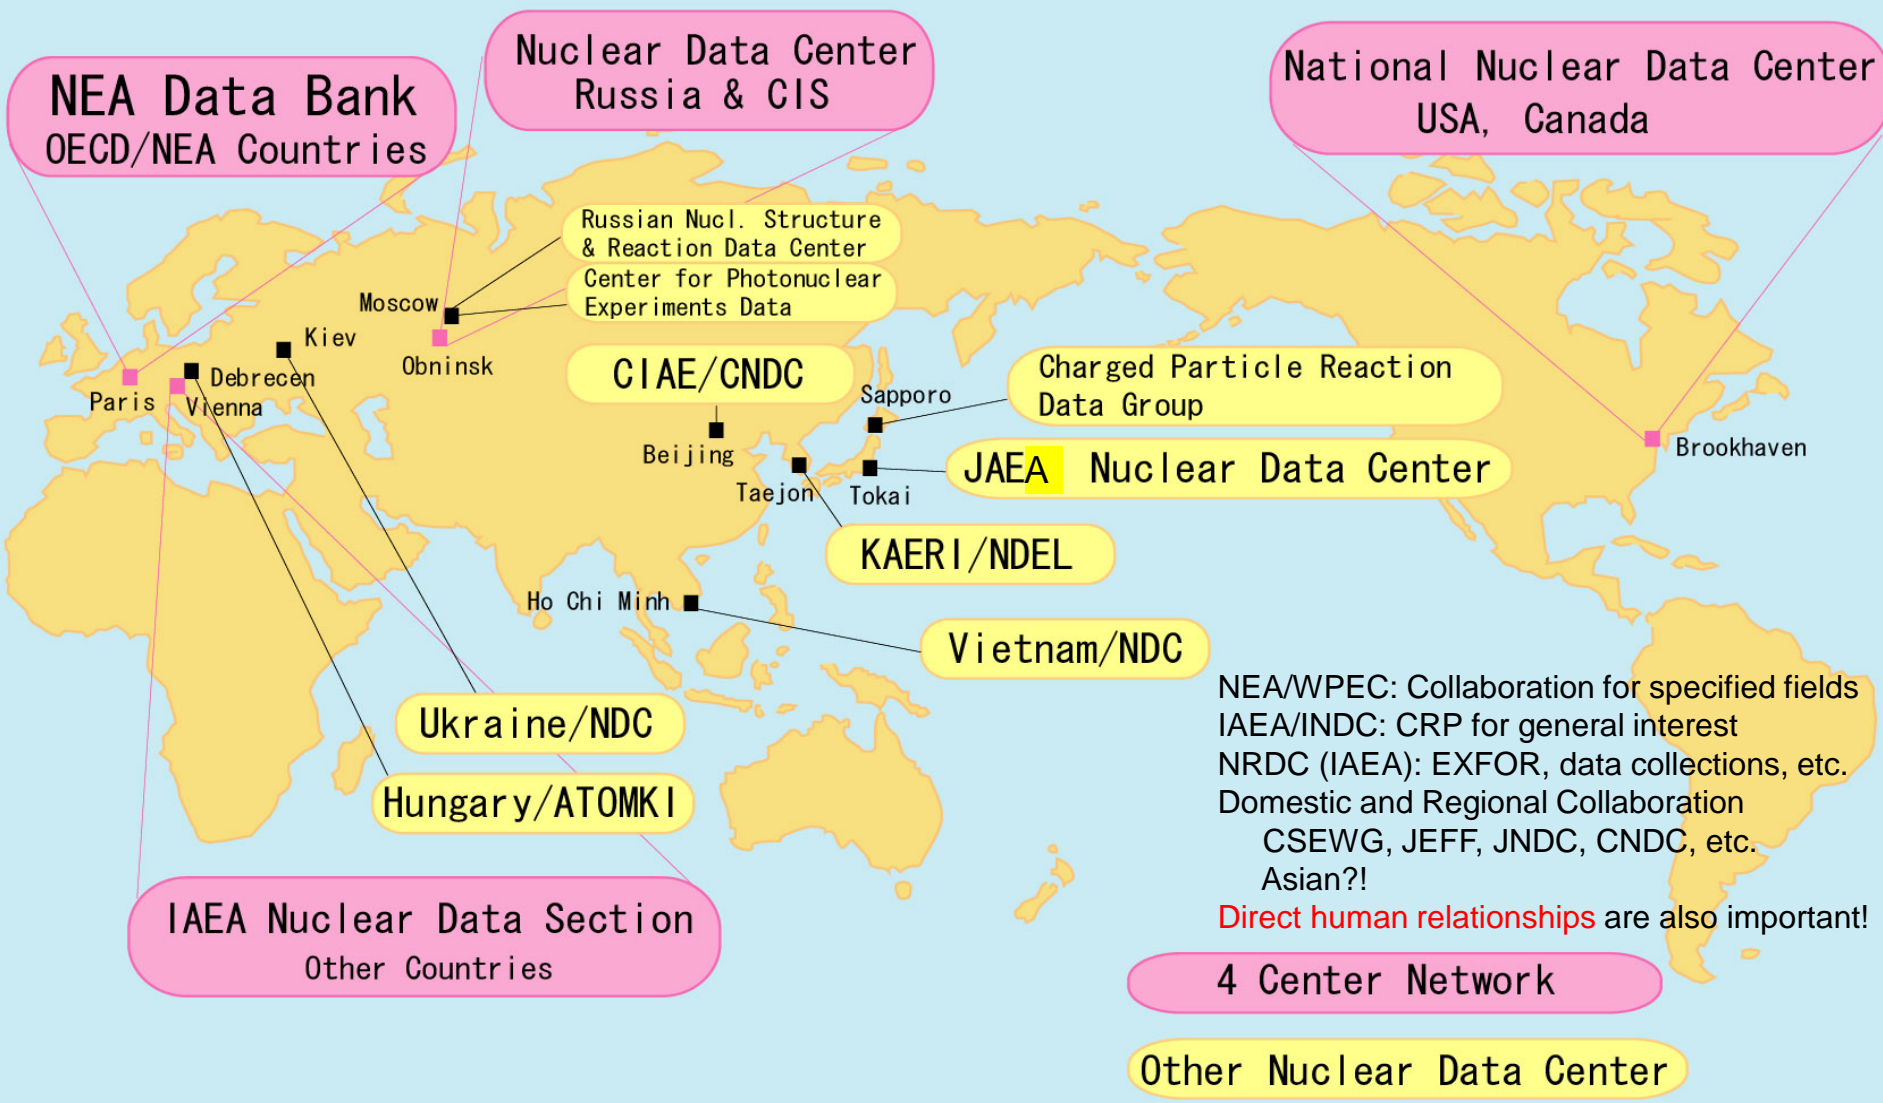 Nuclear Data Center
Russia & CIS
National Nuclear Data Center
USA, Canada
NEA Data Bank
OECD/NEA Countries
Russian Nucl. Structure
& Reaction Data Center
Center for Photonuclear
Experiments Data
Moscow
Kiev
Obninsk
Debrecen
Paris
Vienna
CIAE/CNDC
Charged Particle Reaction
Data Group
Sapporo
Beijing
Brookhaven
JAEA Nuclear Data Center
Taejon
Tokai
KAERI/NDEL
Ho Chi Minh
Vietnam/NDC
Ukraine/NDC
Hungary/ATOMKI
NEA/WPEC: Collaboration for specified fields
IAEA/INDC: CRP for general interest
NRDC (IAEA): EXFOR, data collections, etc.
Domestic and Regional Collaboration
CSEWG, JEFF, JNDC, CNDC, etc.
Asian?!
Direct human relationships are also important!
IAEA Nuclear Data Section
Other Countries
4 Center Network
Other Nuclear Data Center